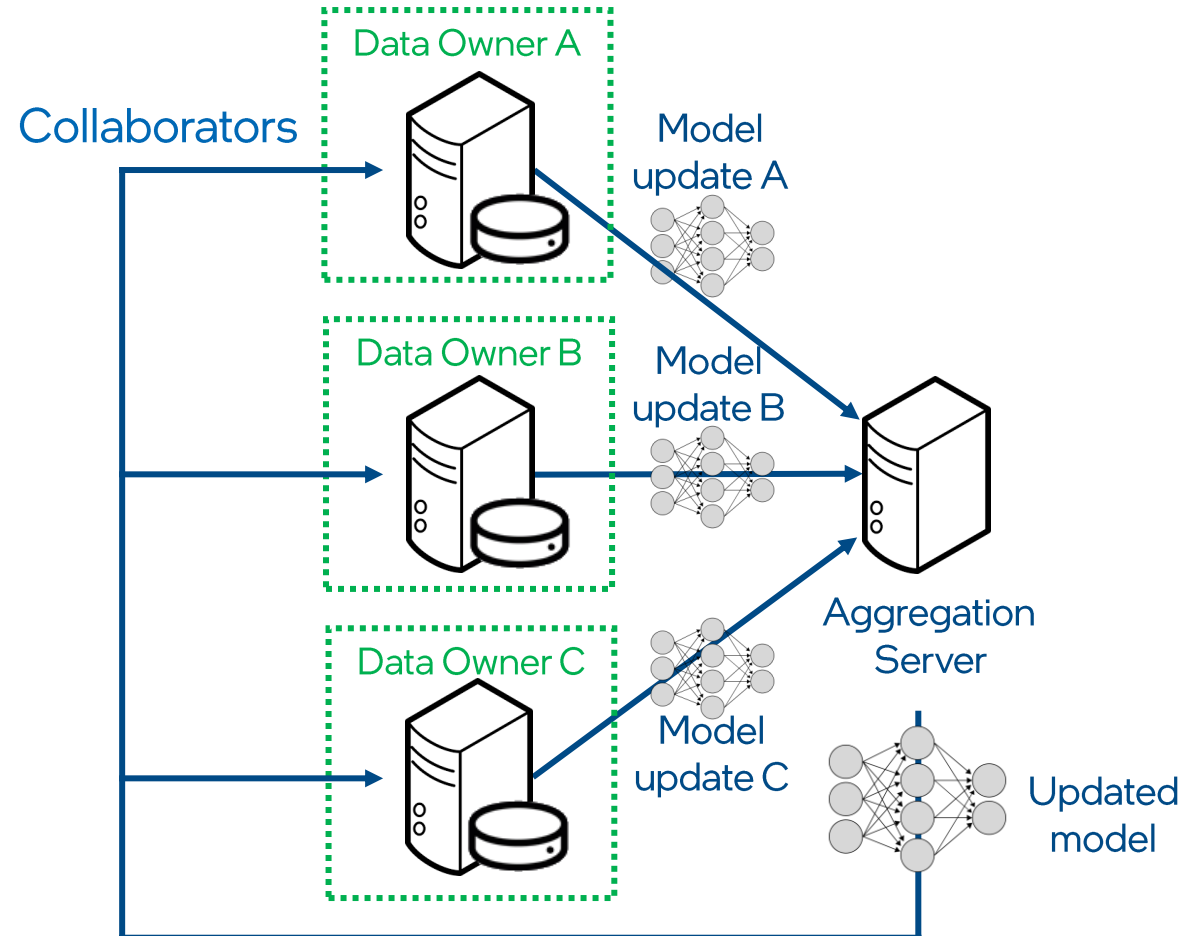 Data Owner A
Collaborators
Model
update A
Data Owner B
Model
update B
Data Owner C
Model
update C
Aggregation
Server
Updated
model